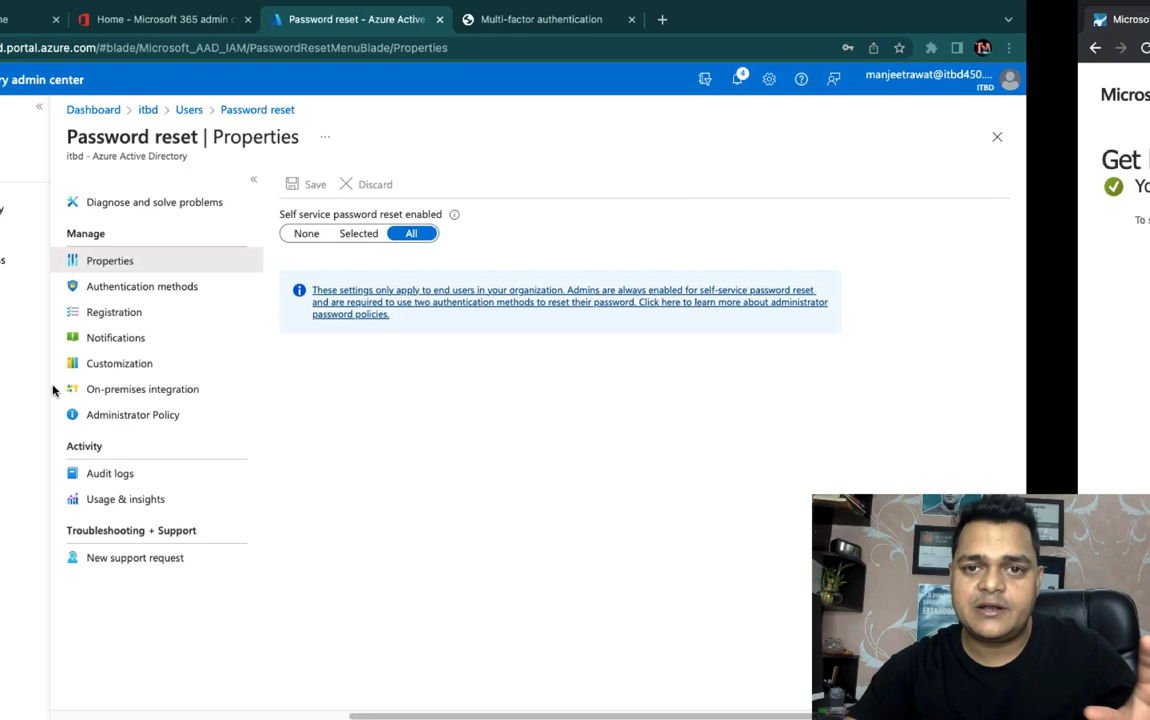 Home - Microsoft 365 admin c
Password reset - Azure Active
Multi-factor authentication
Microso
d.portal.azure.com/#blade/Microsoft_AAD_IAM/PasswordResetMenuBlade/Properties
ry admin center
4
manjeetrawat@itbd450....
ITBD
Dashboard > itbd > Users > Password reset
Password reset | Properties ...
itbd - Azure Active Directory
Save Discard
Self service password reset enabled
None Selected All
These settings only apply to end users in your organization. Admins are always enabled for self-service password reset
and are required to use two authentication methods to reset their password. Click here to learn more about administrator
password policies.
Diagnose and solve problems
Manage
Properties
Authentication methods
Registration
Notifications
Customization
On-premises integration
Administrator Policy
Activity
Audit logs
Usage & insights
Troubleshooting + Support
New support request
Micros
Get
Yo
To s